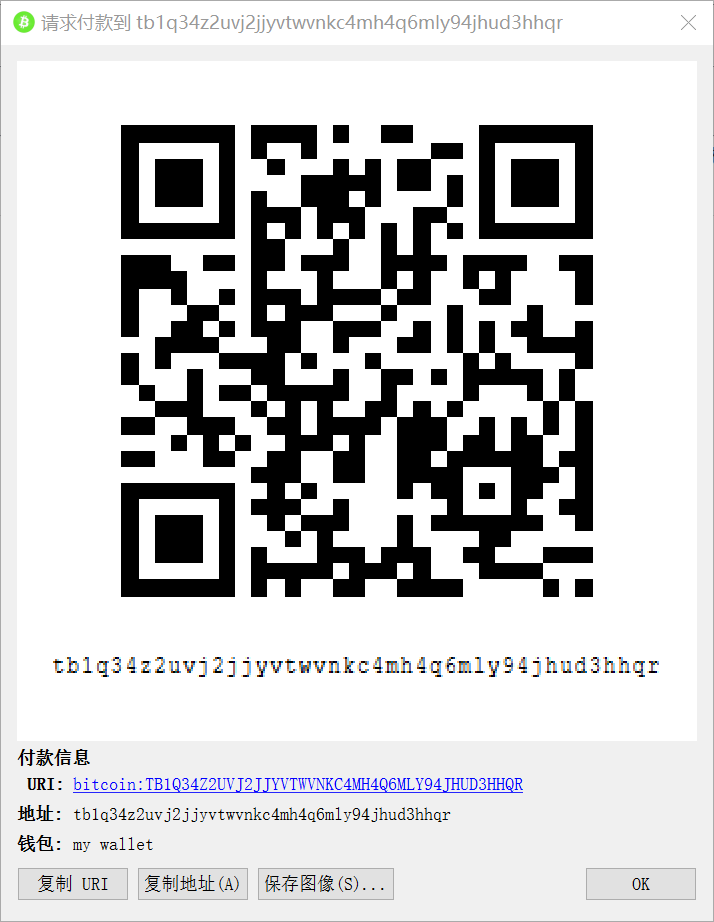 请求付款到 tb1q34z2uvj2jjyvtwvnkc4mh4q6mly94jhud3hhqr
tb1q34z2uvj2jjyvtwvnkc4mh4q6mly94jhud3hhqr
付款信息
URI: bitcoin:TB1Q34Z2UVJ2JJYVTWVNKC4MH4Q6MLY94JHUD3HHQR
地址: tb1q34z2uvj2jjyvtwvnkc4mh4q6mly94jhud3hhqr
钱包: my wallet
复制 URI 复制地址(A) 保存图像(S)... OK